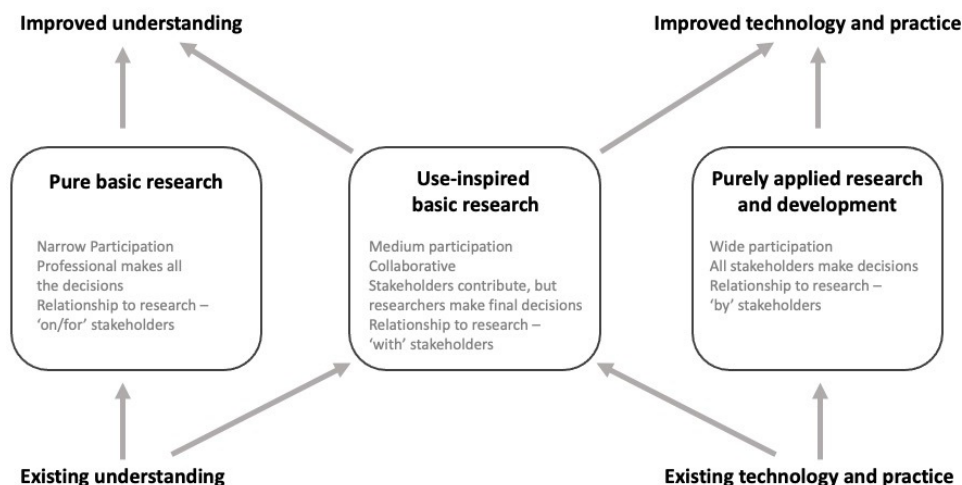 Improved understanding
Improved technology and practice
Pure basic research
Narrow Participation
Professional makes all
the decisions
Relationship to research –
‘on/for’ stakeholders
Use-inspired
basic research
Medium participation
Collaborative
Stakeholders contribute, but
researchers make final decisions
Relationship to research –
‘with’ stakeholders
Purely applied research
and development
Wide participation
All stakeholders make decisions
Relationship to research –
‘by’ stakeholders
Existing understanding
Existing technology and practice